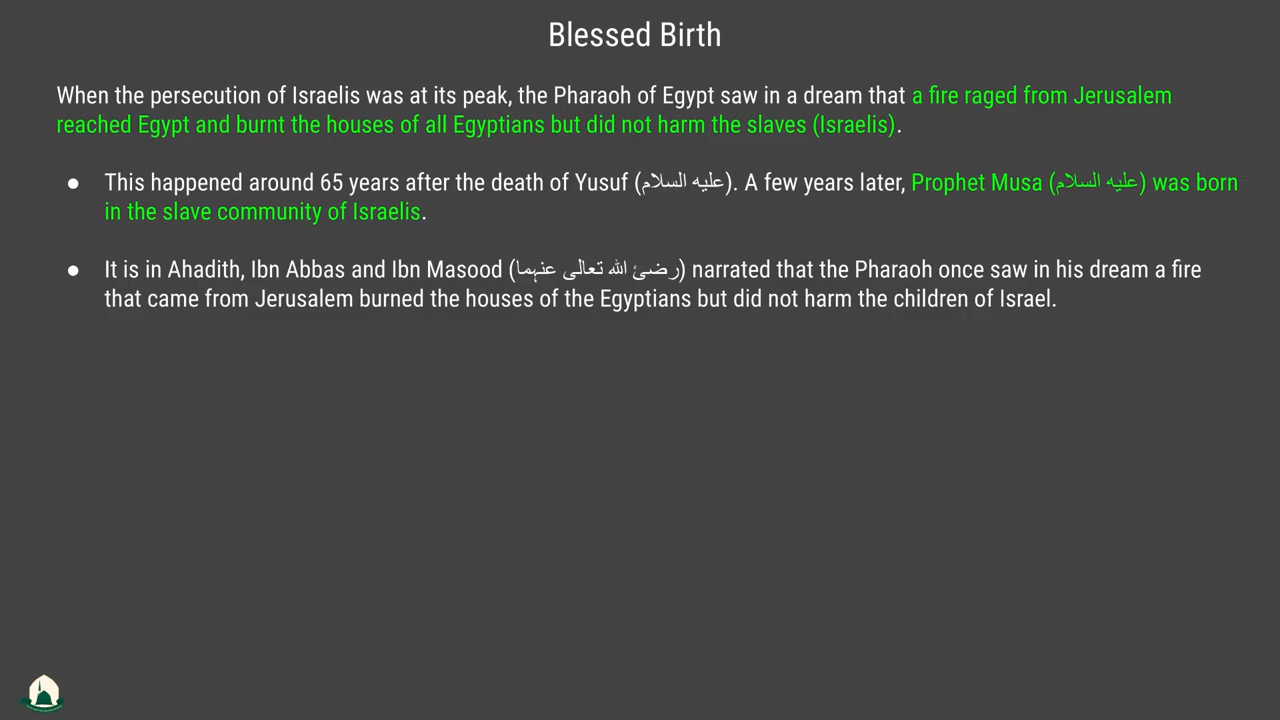 Blessed Birth
When the persecution of Israelis was at its peak, the Pharaoh of Egypt saw in a dream that a fire raged from Jerusalem
reached Egypt and burnt the houses of all Egyptians but did not harm the slaves (Israelis).
● This happened around 65 years after the death of Yusuf (عليه السلام). A few years later, Prophet Musa (عليه السلام) was born
in the slave community of Israelis.
● It is in Ahadith, Ibn Abbas and Ibn Masood (رضئ الله تعالى عنہما) narrated that the Pharaoh once saw in his dream a fire
that came from Jerusalem burned the houses of the Egyptians but did not harm the children of Israel.